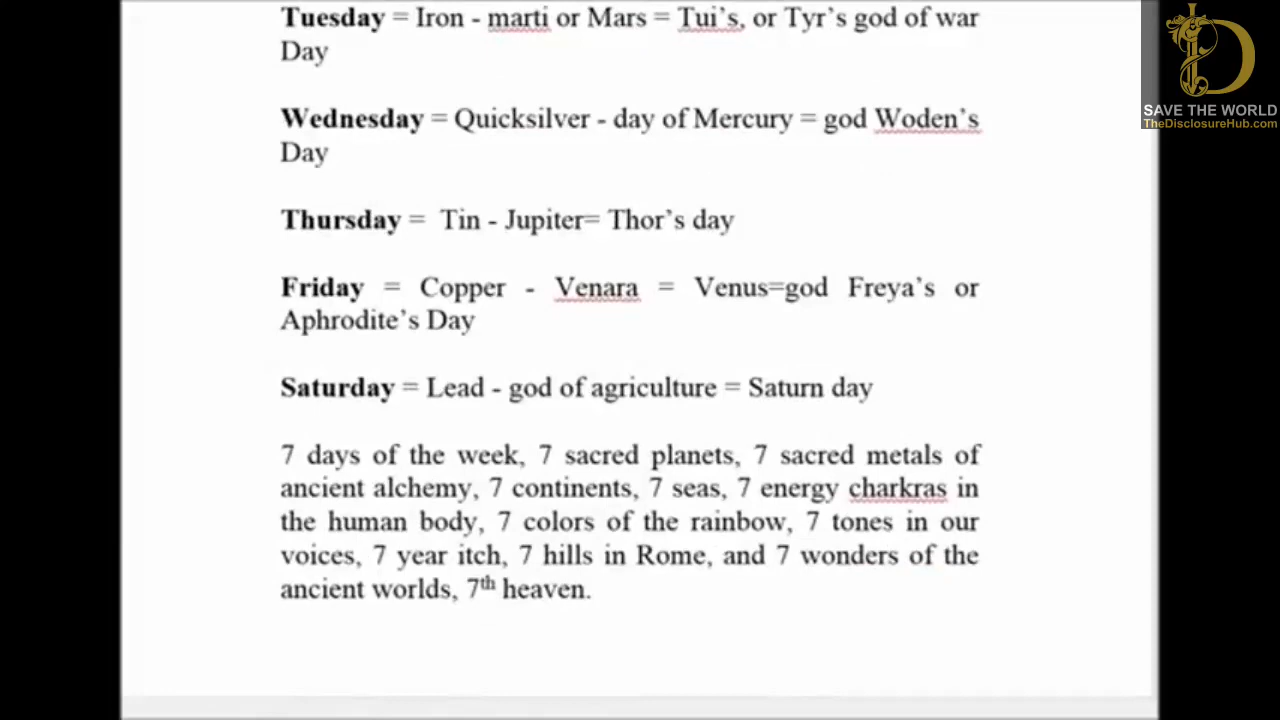 Tuesday = Iron - marti or Mars = Tui's, or Tyr's god of war
Day
Wednesday = Quicksilver - day of Mercury = god Woden's
Day
Thursday = Tin - Jupiter= Thor's day
Friday = Copper - Venara = Venus=god Freya's or
Aphrodite's Day
Saturday = Lead - god of agriculture = Saturn day
7 days of the week, 7 sacred planets, 7 sacred metals of
ancient alchemy, 7 continents, 7 seas, 7 energy charkras in
the human body, 7 colors of the rainbow, 7 tones in our
voices, 7 year itch, 7 hills in Rome, and 7 wonders of the
ancient worlds, 7th heaven.
D
SAVE THE WORLD
TheDisclosureHub.com